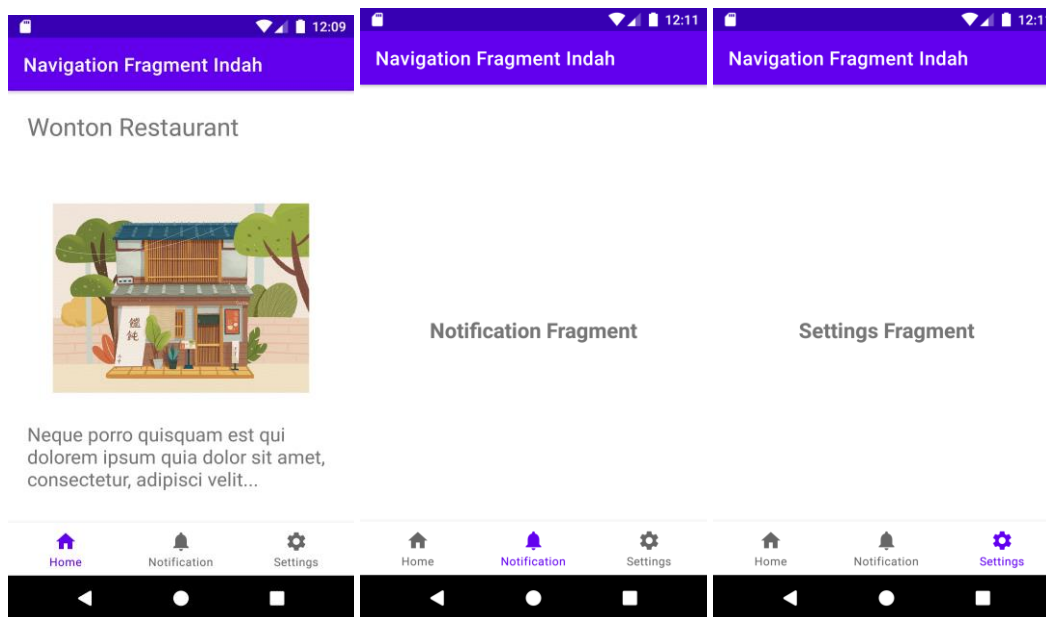 12:09
Navigation Fragment Indah
Wonton Restaurant
餛
飩
Neque porro quisquam est qui
dolorem ipsum quia dolor sit amet,
consectetur, adipisci velit...
Home
Notification
Settings
12:11
Navigation Fragment Indah
Notification Fragment
Home
Notification
Settings
Navigation Fragment Indah
Settings Fragment
Home
Notification
Settings